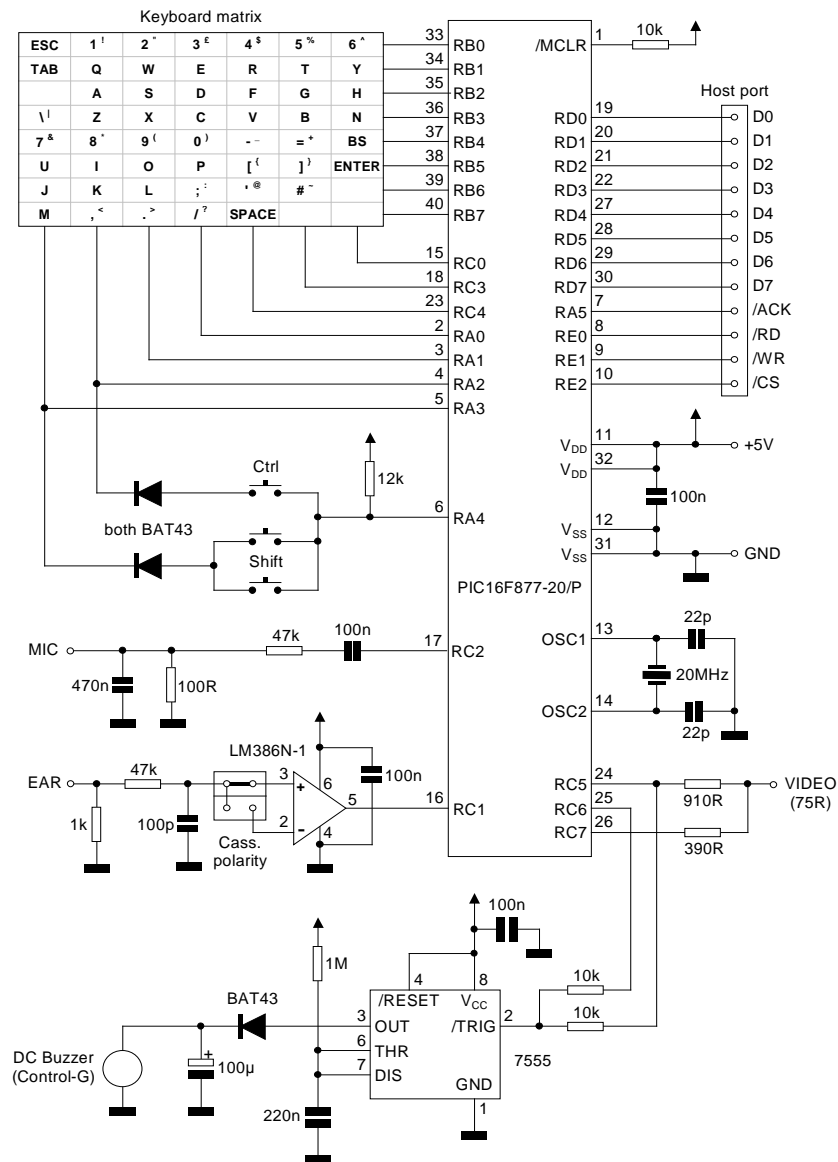 Keyboard matrix
ESC 1 ! 2 " 3 £ 4 $ 5 % 6 ^
TAB Q W E R T Y
A S D F G H
\ | Z X C V B N
7 & 8 * 9 ( 0 ) - _ = + BS
U I O P [ { ] } ENTER
J K L ; : ' @ # ~
M , < . > / ? SPACE
33 RB0
34 RB1
35 RB2
36 RB3
37 RB4
38 RB5
39 RB6
40 RB7
15 RC0
18 RC3
23 RC4
2 RA0
3 RA1
4 RA2
5 RA3
6 RA4
17 RC2
16 RC1
/MCLR 1 10k
Host port
RD0 19 D0
RD1 20 D1
RD2 21 D2
RD3 22 D3
RD4 27 D4
RD5 28 D5
RD6 29 D6
RD7 30 D7
RA5 7 /ACK
RE0 8 /RD
RE1 9 /WR
RE2 10 /CS
VDD 11 +5V
VDD 32
100n
VSS 12
VSS 31 GND
PIC16F877-20/P
OSC1 13 22p
20MHz
OSC2 14
22p
RC5 24 910R VIDEO
(75R)
RC6 25
RC7 26 390R
Ctrl
12k
both BAT43
Shift
MIC 47k 100n
470n 100R
LM386N-1
EAR 47k 3 + 6 100n
5
1k 100p 2 - 4
Cass.
polarity
100n
1M
4 8
/RESET VCC
BAT43 3 OUT /TRIG 2 10k
10k
6 THR
7 DIS
7555
DC Buzzer
(Control-G)
+
100µ
GND
1
220n